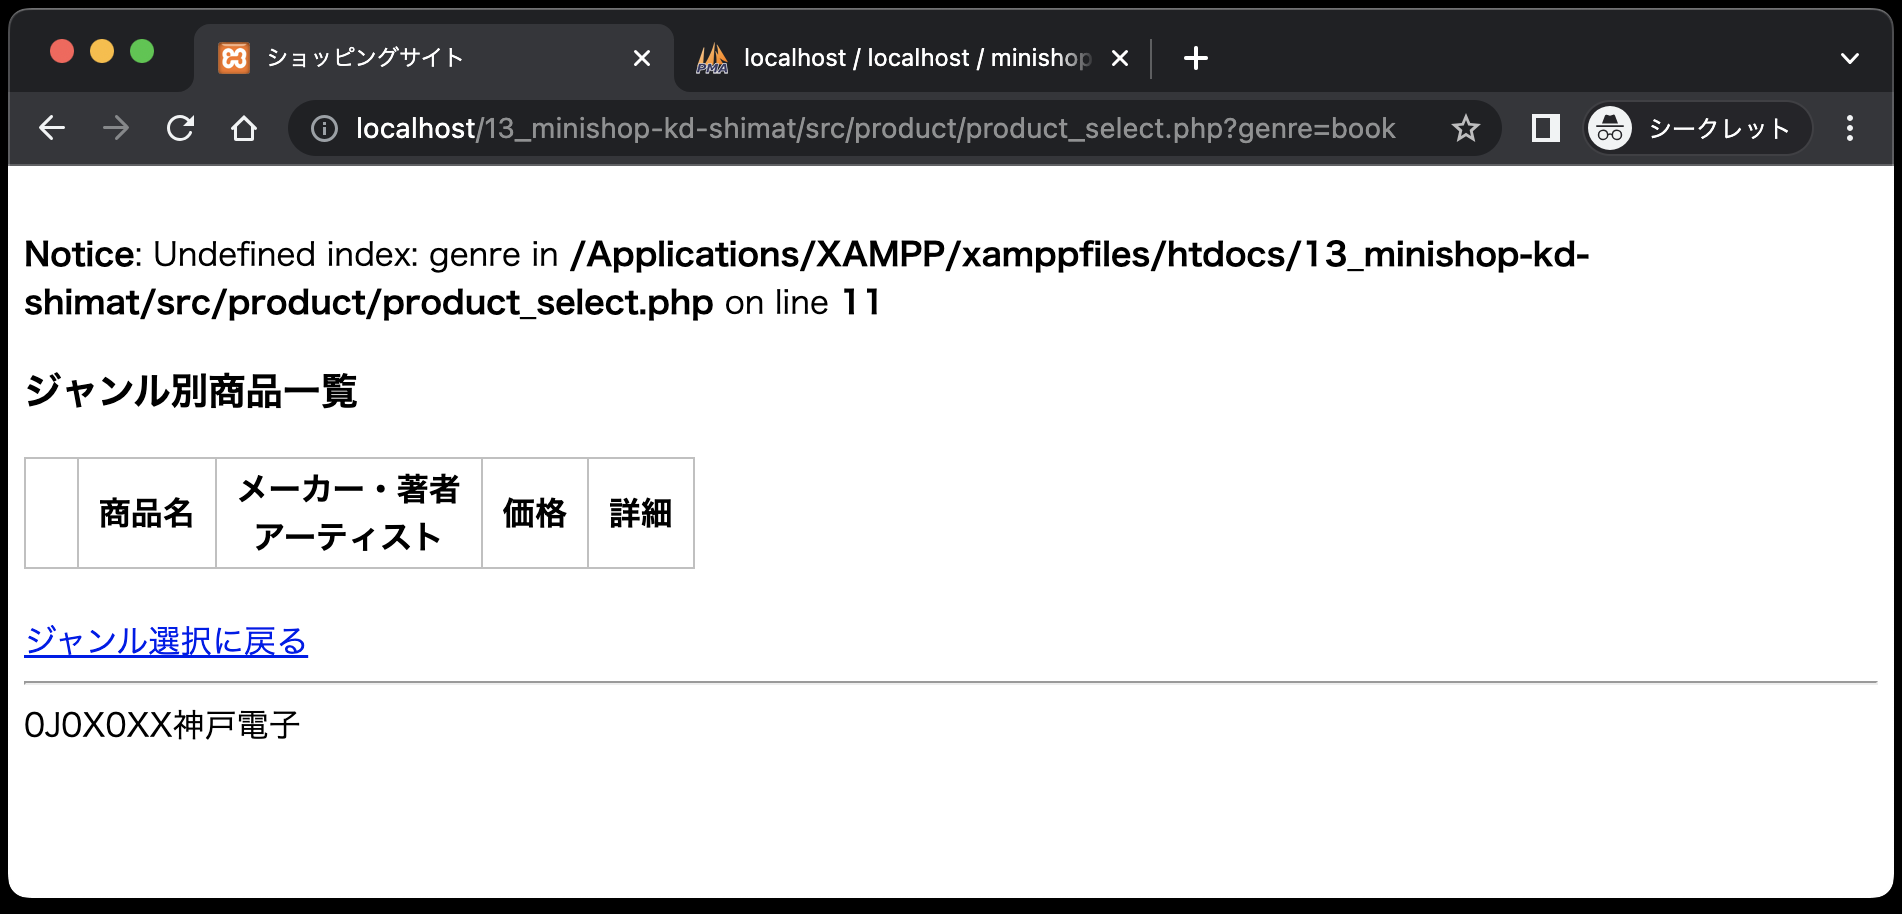 ショッピングサイト
localhost / localhost / minishop
localhost/13_minishop-kd-shimat/src/product/product_select.php?genre=book
シークレット
Notice: Undefined index: genre in /Applications/XAMPP/xamppfiles/htdocs/13_minishop-kd-
shimat/src/product/product_select.php on line 11
ジャンル別商品一覧
商品名
メーカー・著者
アーティスト
価格
詳細
ジャンル選択に戻る
0J0X0XX神戸電子